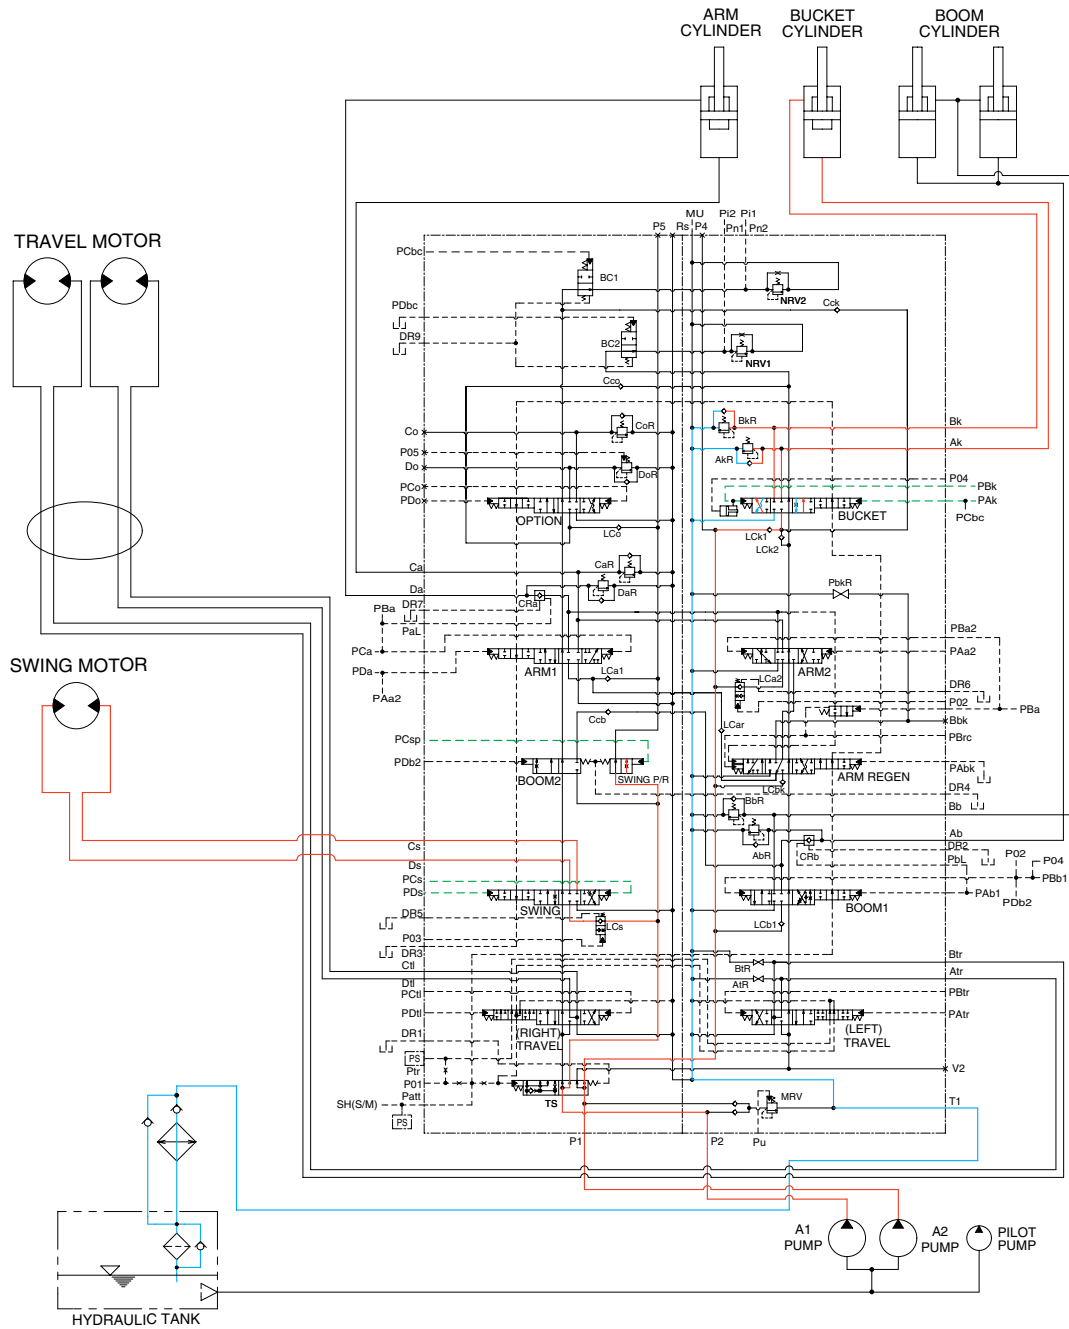 ARM
CYLINDER
BUCKET
CYLINDER
BOOM
CYLINDER
TRAVEL MOTOR
SWING MOTOR
P5
Rs
MU
P4
Pi2
Pn1
Pi1
Pn2
PCbc
BC1
NRV2
Cck
PDbc
DR9
BC2
NRV1
Cco
CoR
BkR
Bk
Co
P05
Do
DoR
AkR
Ak
PCo
PDo
P04
PBk
PAk
PCbc
OPTION
BUCKET
LCo
LCk1
LCk2
Ca
CaR
Da
DaR
CRa
PbkR
DR7
PBa
PaL
PCa
PDa
PAa2
ARM1
ARM2
PBa2
PAa2
LCa1
LCa2
DR6
P02
PBa
Ccb
LCar
Bbk
PBrc
PCsp
PDb2
BOOM2
SWING P/R
ARM REGEN
PAbk
LCbk
DR4
BbR
Bb
AbR
CRb
Ab
DR2
PbL
P02
P04
PBb1
PAb1
PDb2
Cs
Ds
PCs
PDs
SWING
BOOM1
DR5
LCs
LCb1
P03
DR3
Ctl
Dtl
PCtl
PDtl
BtR
AtR
Btr
Atr
PBtr
PAtr
(RIGHT)
TRAVEL
(LEFT)
TRAVEL
DR1
PS
Ptr
P01
Patt
SH(S/M)
PS
TS
V2
MRV
T1
P1
P2
Pu
A1
PUMP
A2
PUMP
PILOT
PUMP
HYDRAULIC TANK